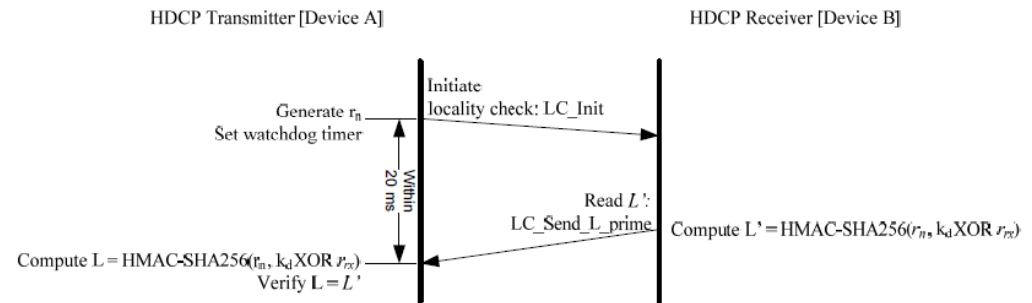 HDCP Transmitter [Device A]
HDCP Receiver [Device B]
Initiate
locality check: LC_Init
Generate rn
Set watchdog timer
Within
20 ms
Read L':
LC_Send_L_prime
Compute L' = HMAC-SHA256(rn, kd XOR rrx)
Compute L = HMAC-SHA256(rn, kd XOR rrx)
Verify L = L'